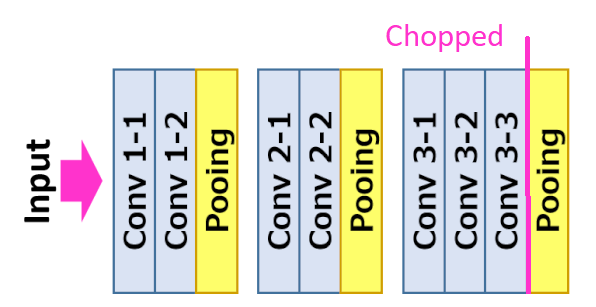 Chopped
Input
Conv 1-1
Conv 1-2
Pooing
Conv 2-1
Conv 2-2
Pooing
Conv 3-1
Conv 3-2
Conv 3-3
Pooing